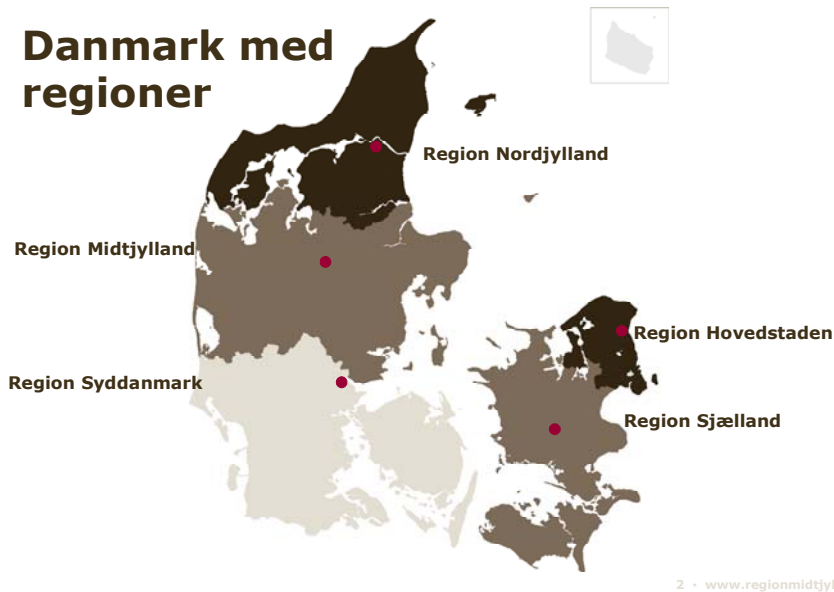 Danmark med
regioner
Region Nordjylland
Region Midtjylland
Region Hovedstaden
Region Syddanmark
Region Sjælland
2 · www.regionmidtjyl